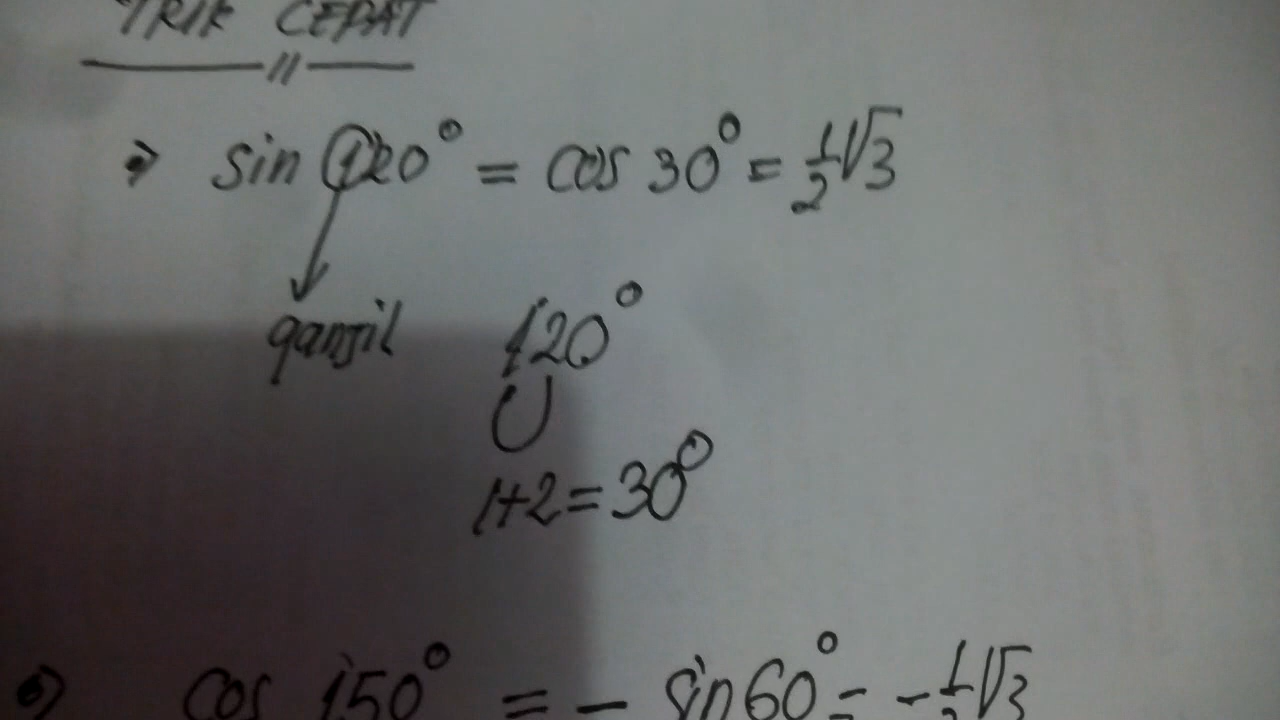 TRIK CEPAT
⇒ sin 120° = cos 30° = 1/2 √3
ganjil 120°
1+2=30°
cos 150° = - sin 60° = - 1/2 √3